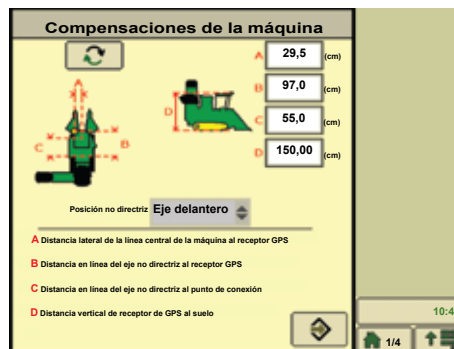 Compensaciones de la máquina
A 29,5 (cm)
B 97,0 (cm)
C 55,0 (cm)
D 150,00 (cm)
A
D
C B
Posición no directriz Eje delantero
A Distancia lateral de la línea central de la máquina al receptor GPS
B Distancia en línea del eje no directriz al receptor GPS
C Distancia en línea del eje no directriz al punto de conexión
D Distancia vertical de receptor de GPS al suelo
10:4
1/4